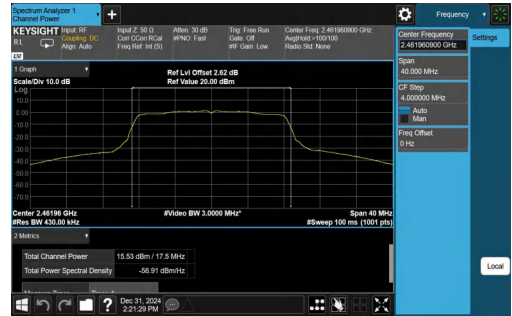 Spectrum Analyzer 1
Channel Power
Frequency
KEYSIGHT
RL
Input: RF
Coupling: DC
Align: Auto
Input Z: 50 Ω
Corr CCorr RCal
Freq Ref: Int (S)
Atten: 30 dB
#PNO: Fast
Trig: Free Run
Gate: Off
#IF Gain: Low
Center Freq: 2.461960900 GHz
Avg|Hold:>100/100
Radio Std: None
LXI
1 Graph
Scale/Div 10.0 dB
Ref Lvl Offset 2.62 dB
Ref Value 20.00 dBm
Log
10.0
0.00
-10.0
-20.0
-30.0
-40.0
-50.0
-60.0
-70.0
Center 2.46196 GHz
#Res BW 430.00 kHz
#Video BW 3.0000 MHz*
Span 40 MHz
#Sweep 100 ms (1001 pts)
2 Metrics
Total Channel Power 15.53 dBm / 17.5 MHz
Total Power Spectral Density -56.91 dBm/Hz
Dec 31, 2024
2:21:29 PM
Center Frequency
2.461960900 GHz
Span
40.000 MHz
CF Step
4.000000 MHz
Auto
Man
Freq Offset
0 Hz
Settings
Local